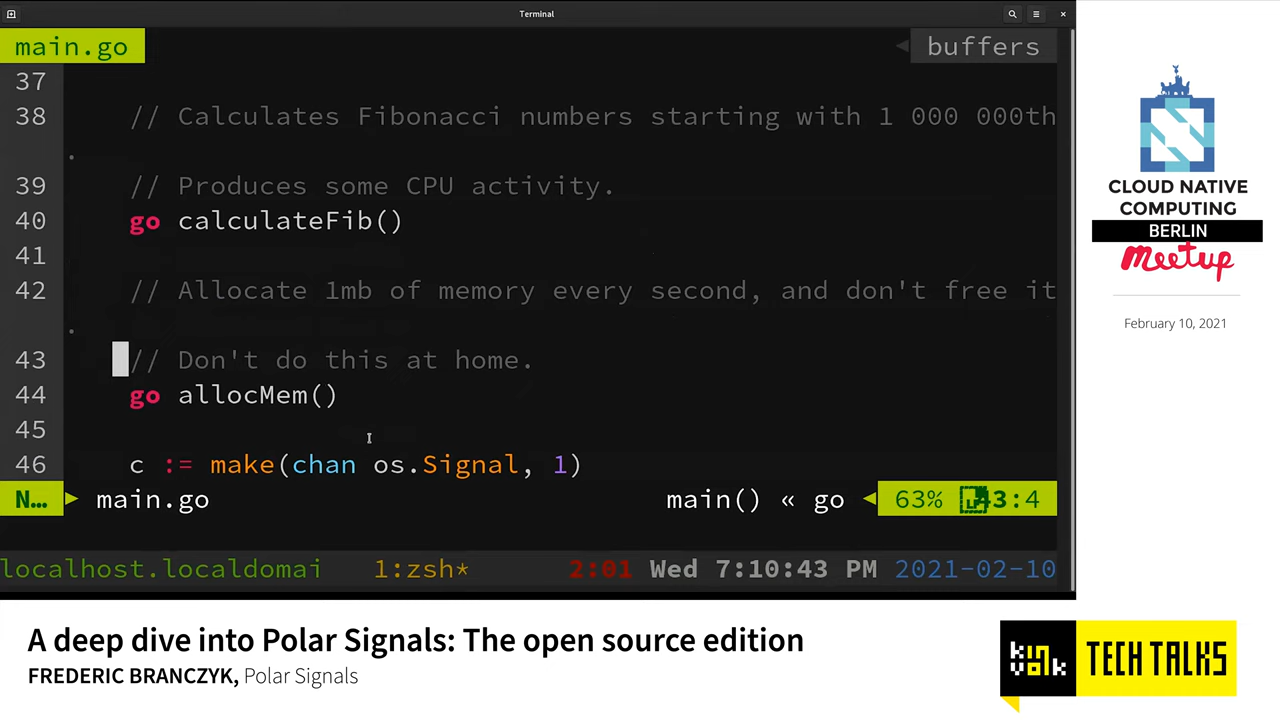 Terminal
main.go
buffers
37
38 // Calculates Fibonacci numbers starting with 1 000 000th
.
39 // Produces some CPU activity.
40 go calculateFib()
41
42 // Allocate 1mb of memory every second, and don't free it
.
43 // Don't do this at home.
44 go allocMem()
45
46 c := make(chan os.Signal, 1)
N… main.go main() « go 63% 43:4
localhost.localdomai 1:zsh* 2:01 Wed 7:10:43 PM 2021-02-10
CLOUD NATIVE
COMPUTING
BERLIN
meetup
February 10, 2021
A deep dive into Polar Signals: The open source edition
FREDERIC BRANCZYK, Polar Signals
kinvolk
TECH TALKS